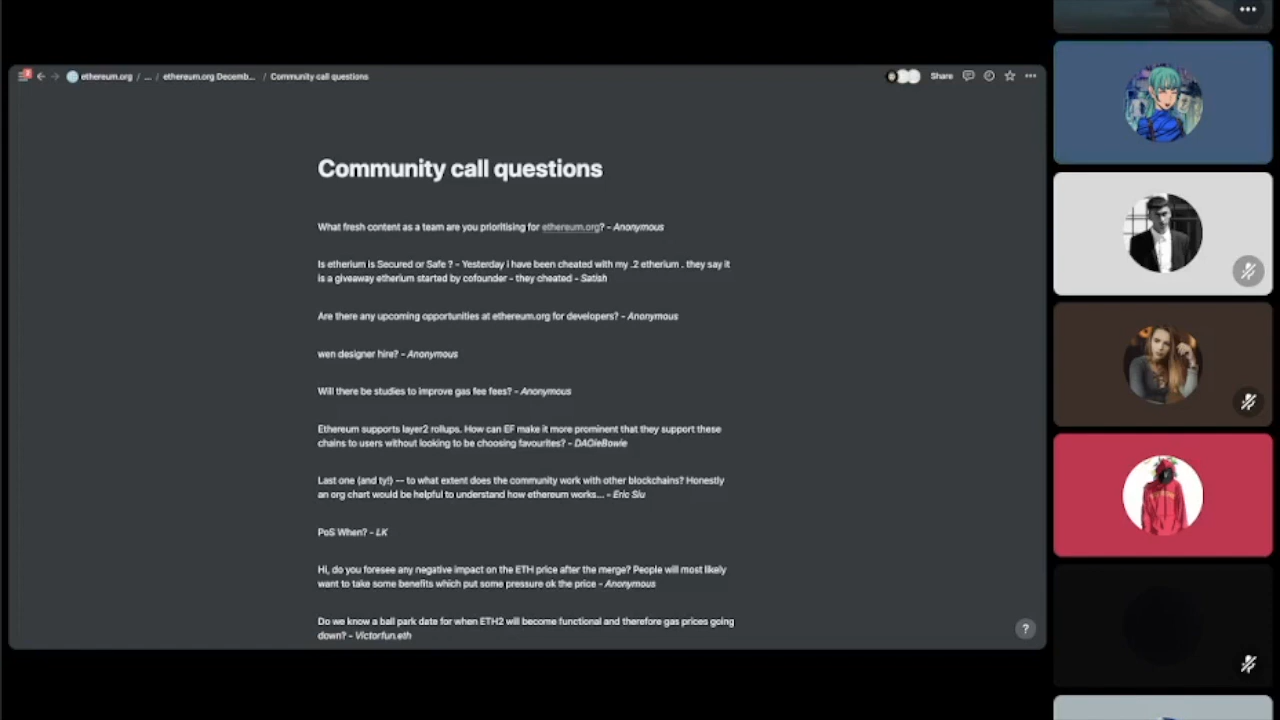 ethereum.org / ... / ethereum.org Decemb... / Community call questions
Share
Community call questions
What fresh content as a team are you prioritising for ethereum.org? - Anonymous
Is etherium is Secured or Safe ? - Yesterday i have been cheated with my .2 etherium . they say it
is a giveaway etherium started by cofounder - they cheated - Satish
Are there any upcoming opportunities at ethereum.org for developers? - Anonymous
wen designer hire? - Anonymous
Will there be studies to improve gas fee fees? - Anonymous
Ethereum supports layer2 rollups. How can EF make it more prominent that they support these
chains to users without looking to be choosing favourites? - DAOieBowie
Last one (and ty!) -- to what extent does the community work with other blockchains? Honestly
an org chart would be helpful to understand how ethereum works... - Eric Siu
PoS When? - LK
Hi, do you foresee any negative impact on the ETH price after the merge? People will most likely
want to take some benefits which put some pressure ok the price - Anonymous
Do we know a ball park date for when ETH2 will become functional and therefore gas prices going
down? - Victorfun.eth
?